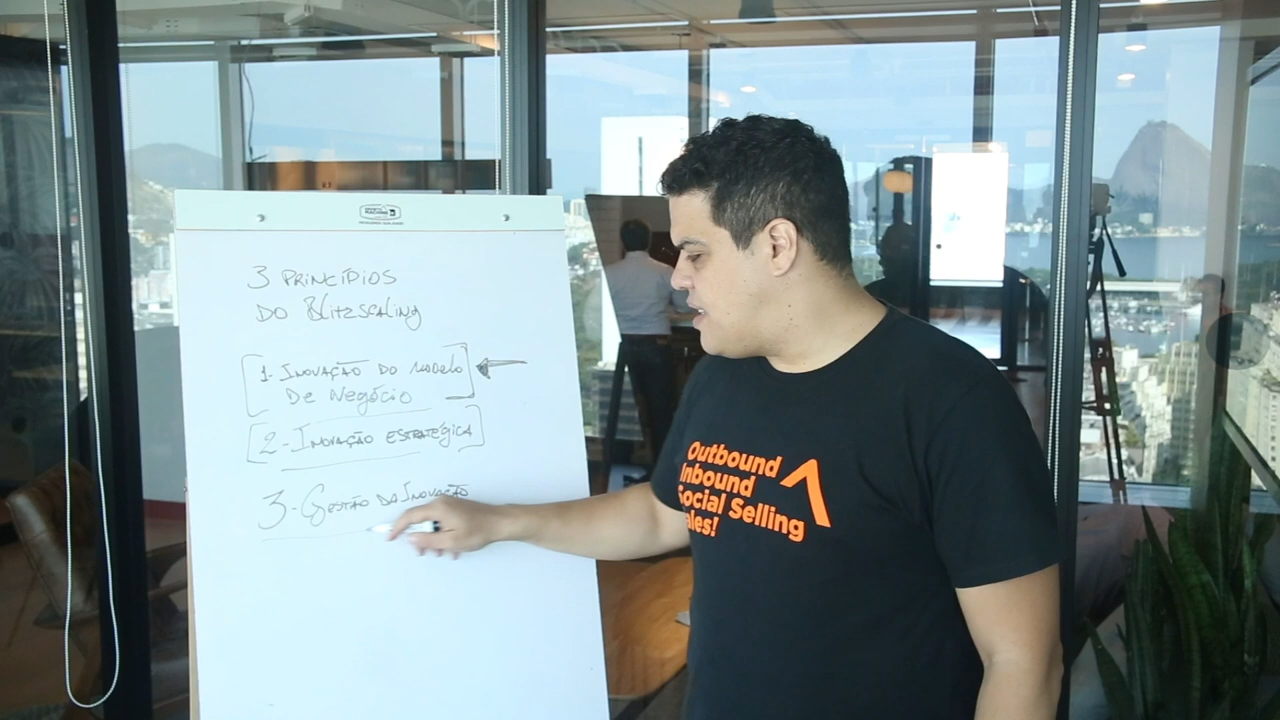 3 PRINCÍPIOS
DO Blitzscaling
1- INOVAÇÃO DO MODELO
De Negócio
2- INOVAÇÃO ESTRATÉGICA
3- GESTÃO DA INOVAÇÃO
Outbound
Inbound
Social Selling
ales!